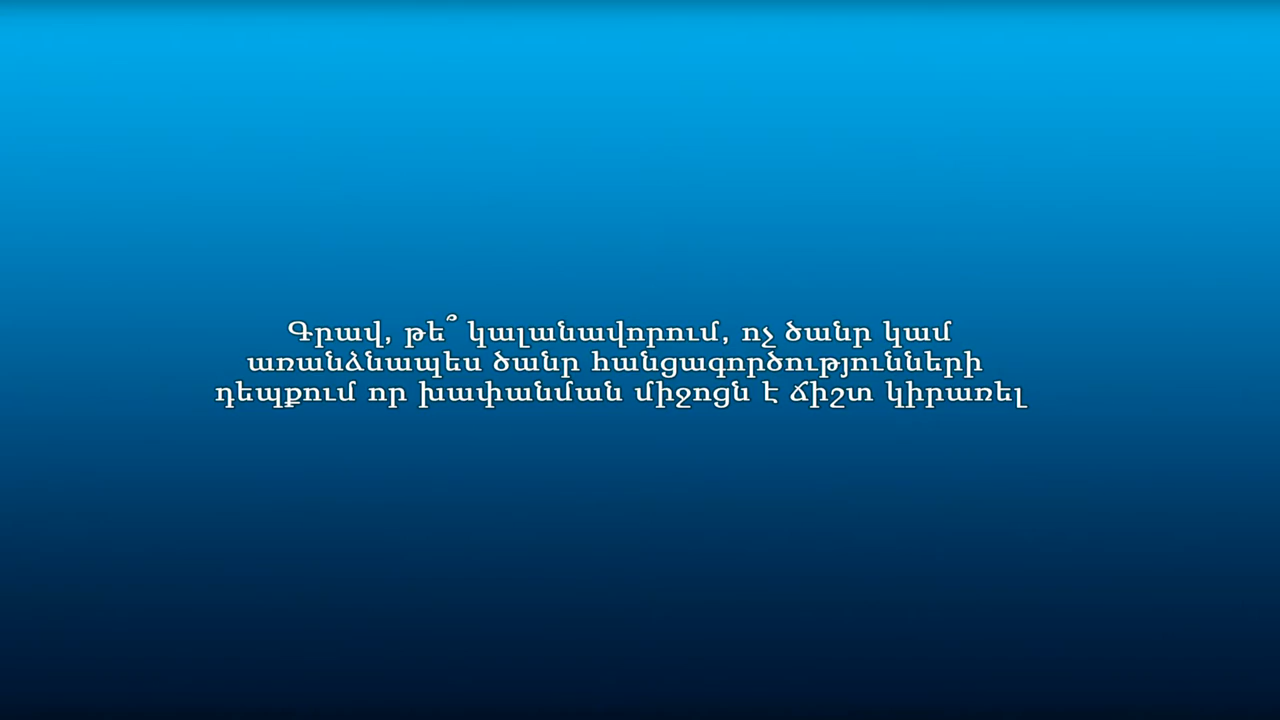 Գրավ, թե՞ կալանավորում, ոչ ծանր կամ
առանձնապես ծանր հանցագործությունների
դեպքում որ խափանման միջոցն է ճիշտ կիրառել